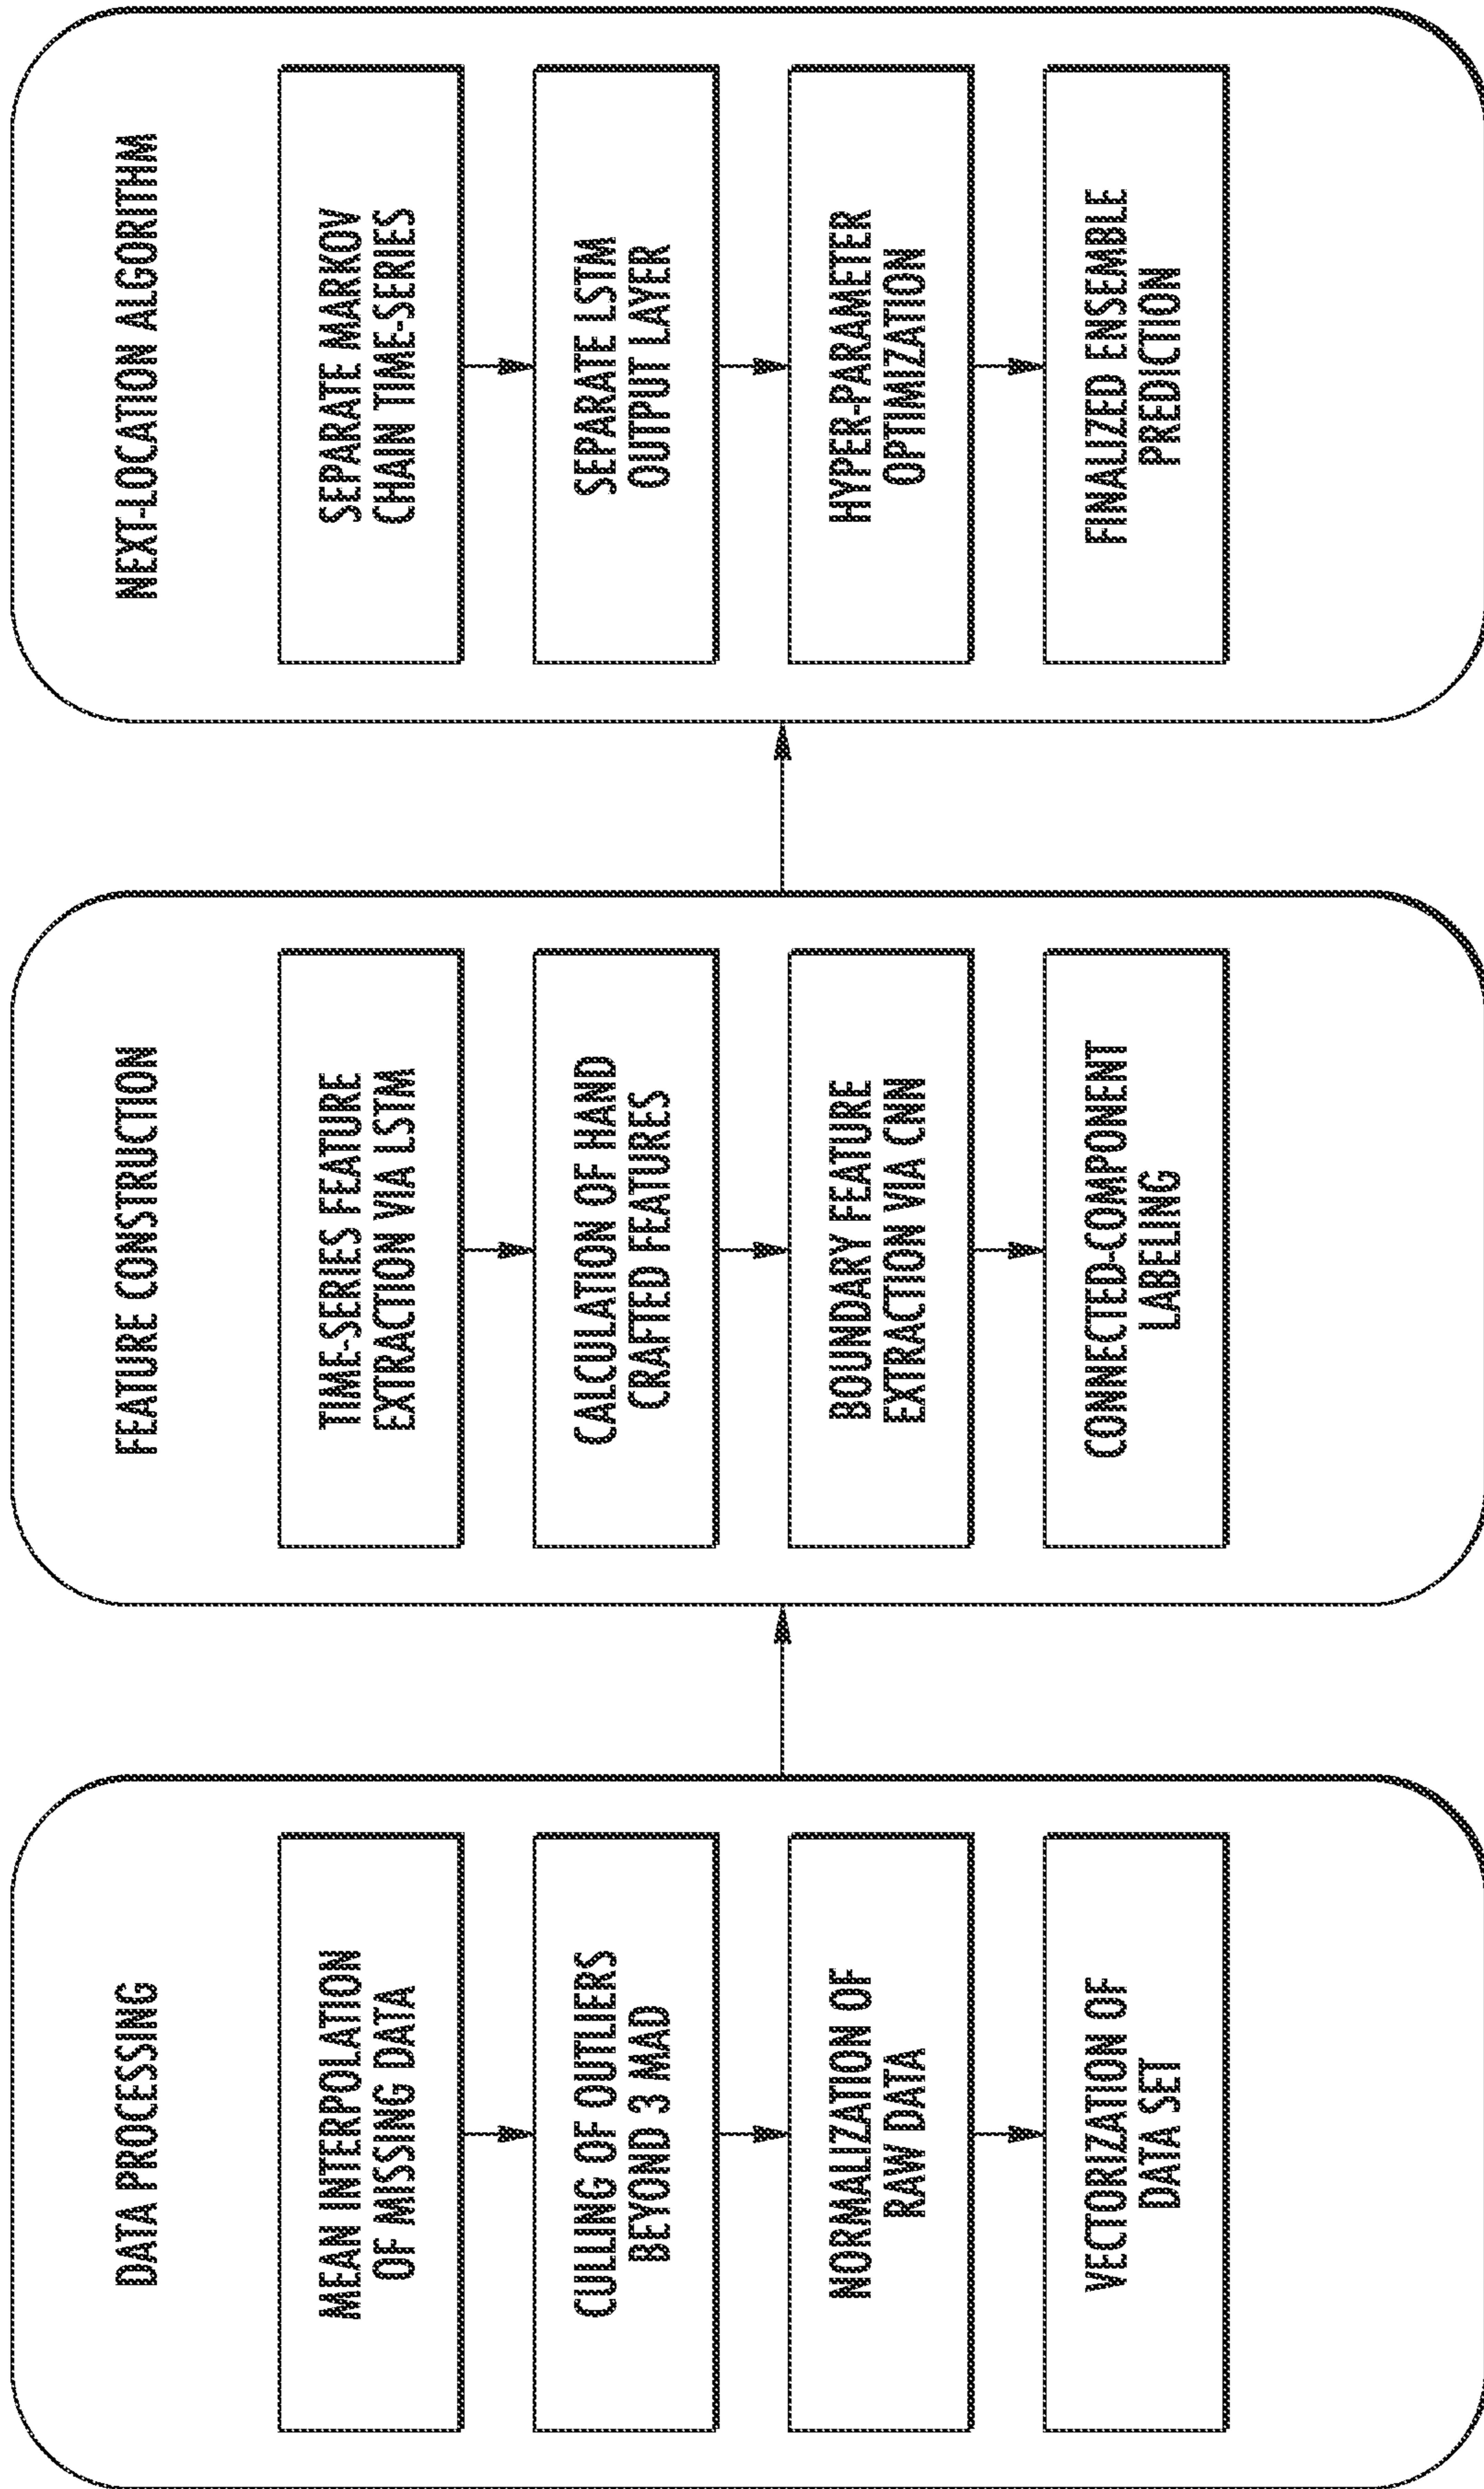 DATA PROCESSING
MEAN INTERPOLATION
OF MISSING DATA
CULLING OF OUTLIERS
BEYOND 3 MAD
NORMALIZATION OF
RAW DATA
VECTORIZATION OF
DATA SET
FEATURE CONSTRUCTION
TIME-SERIES FEATURE
EXTRACTION VIA LSTM
CALCULATION OF HAND
CRAFTED FEATURES
BOUNDARY FEATURE
EXTRACTION VIA CNN
CONNECTED-COMPONENT
LABELING
NEXT-LOCATION ALGORITHM
SEPARATE MARKOV
CHAIN TIME-SERIES
SEPARATE LSTM
OUTPUT LAYER
HYPER-PARAMETER
OPTIMIZATION
FINALIZED ENSEMBLE
PREDICTION